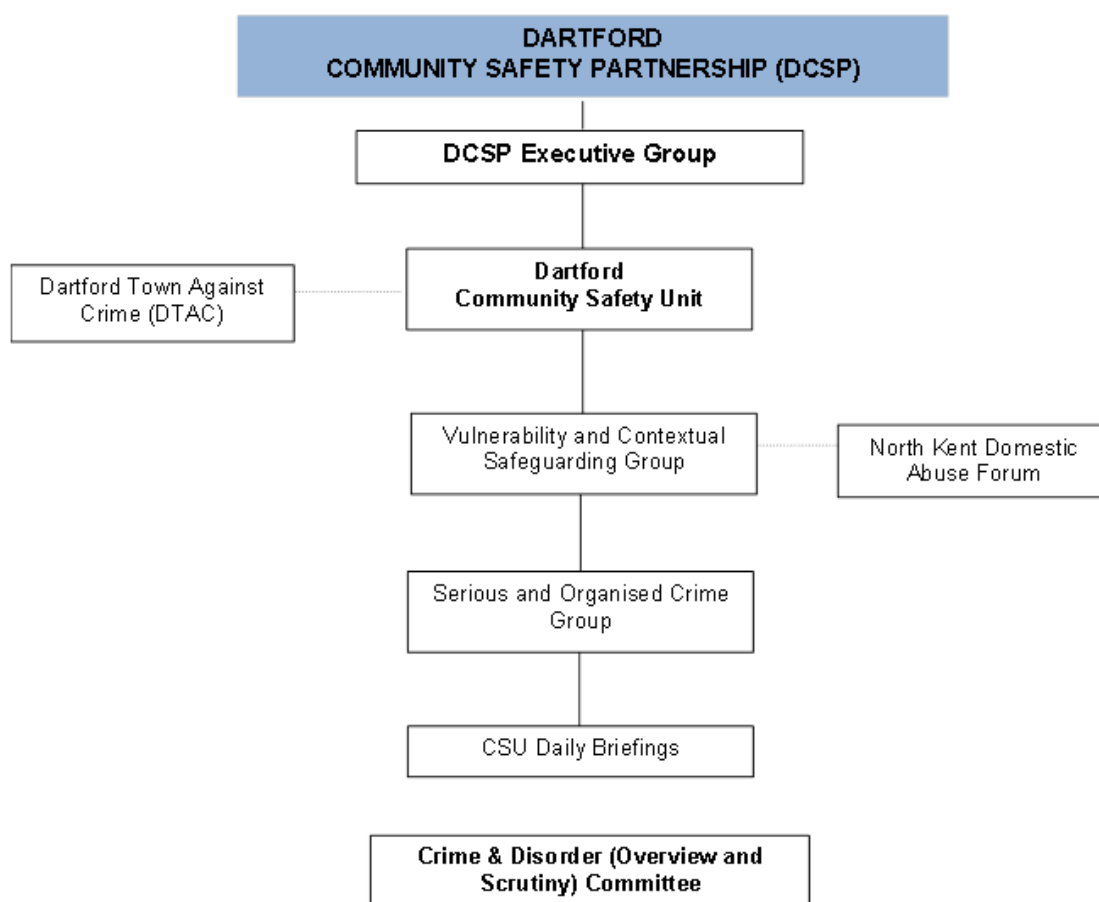 DARTFORD
COMMUNITY SAFETY PARTNERSHIP (DCSP)
DCSP Executive Group
Dartford
Community Safety Unit
Dartford Town Against
Crime (DTAC)
Vulnerability and Contextual
Safeguarding Group
North Kent Domestic
Abuse Forum
Serious and Organised Crime
Group
CSU Daily Briefings
Crime & Disorder (Overview and
Scrutiny) Committee